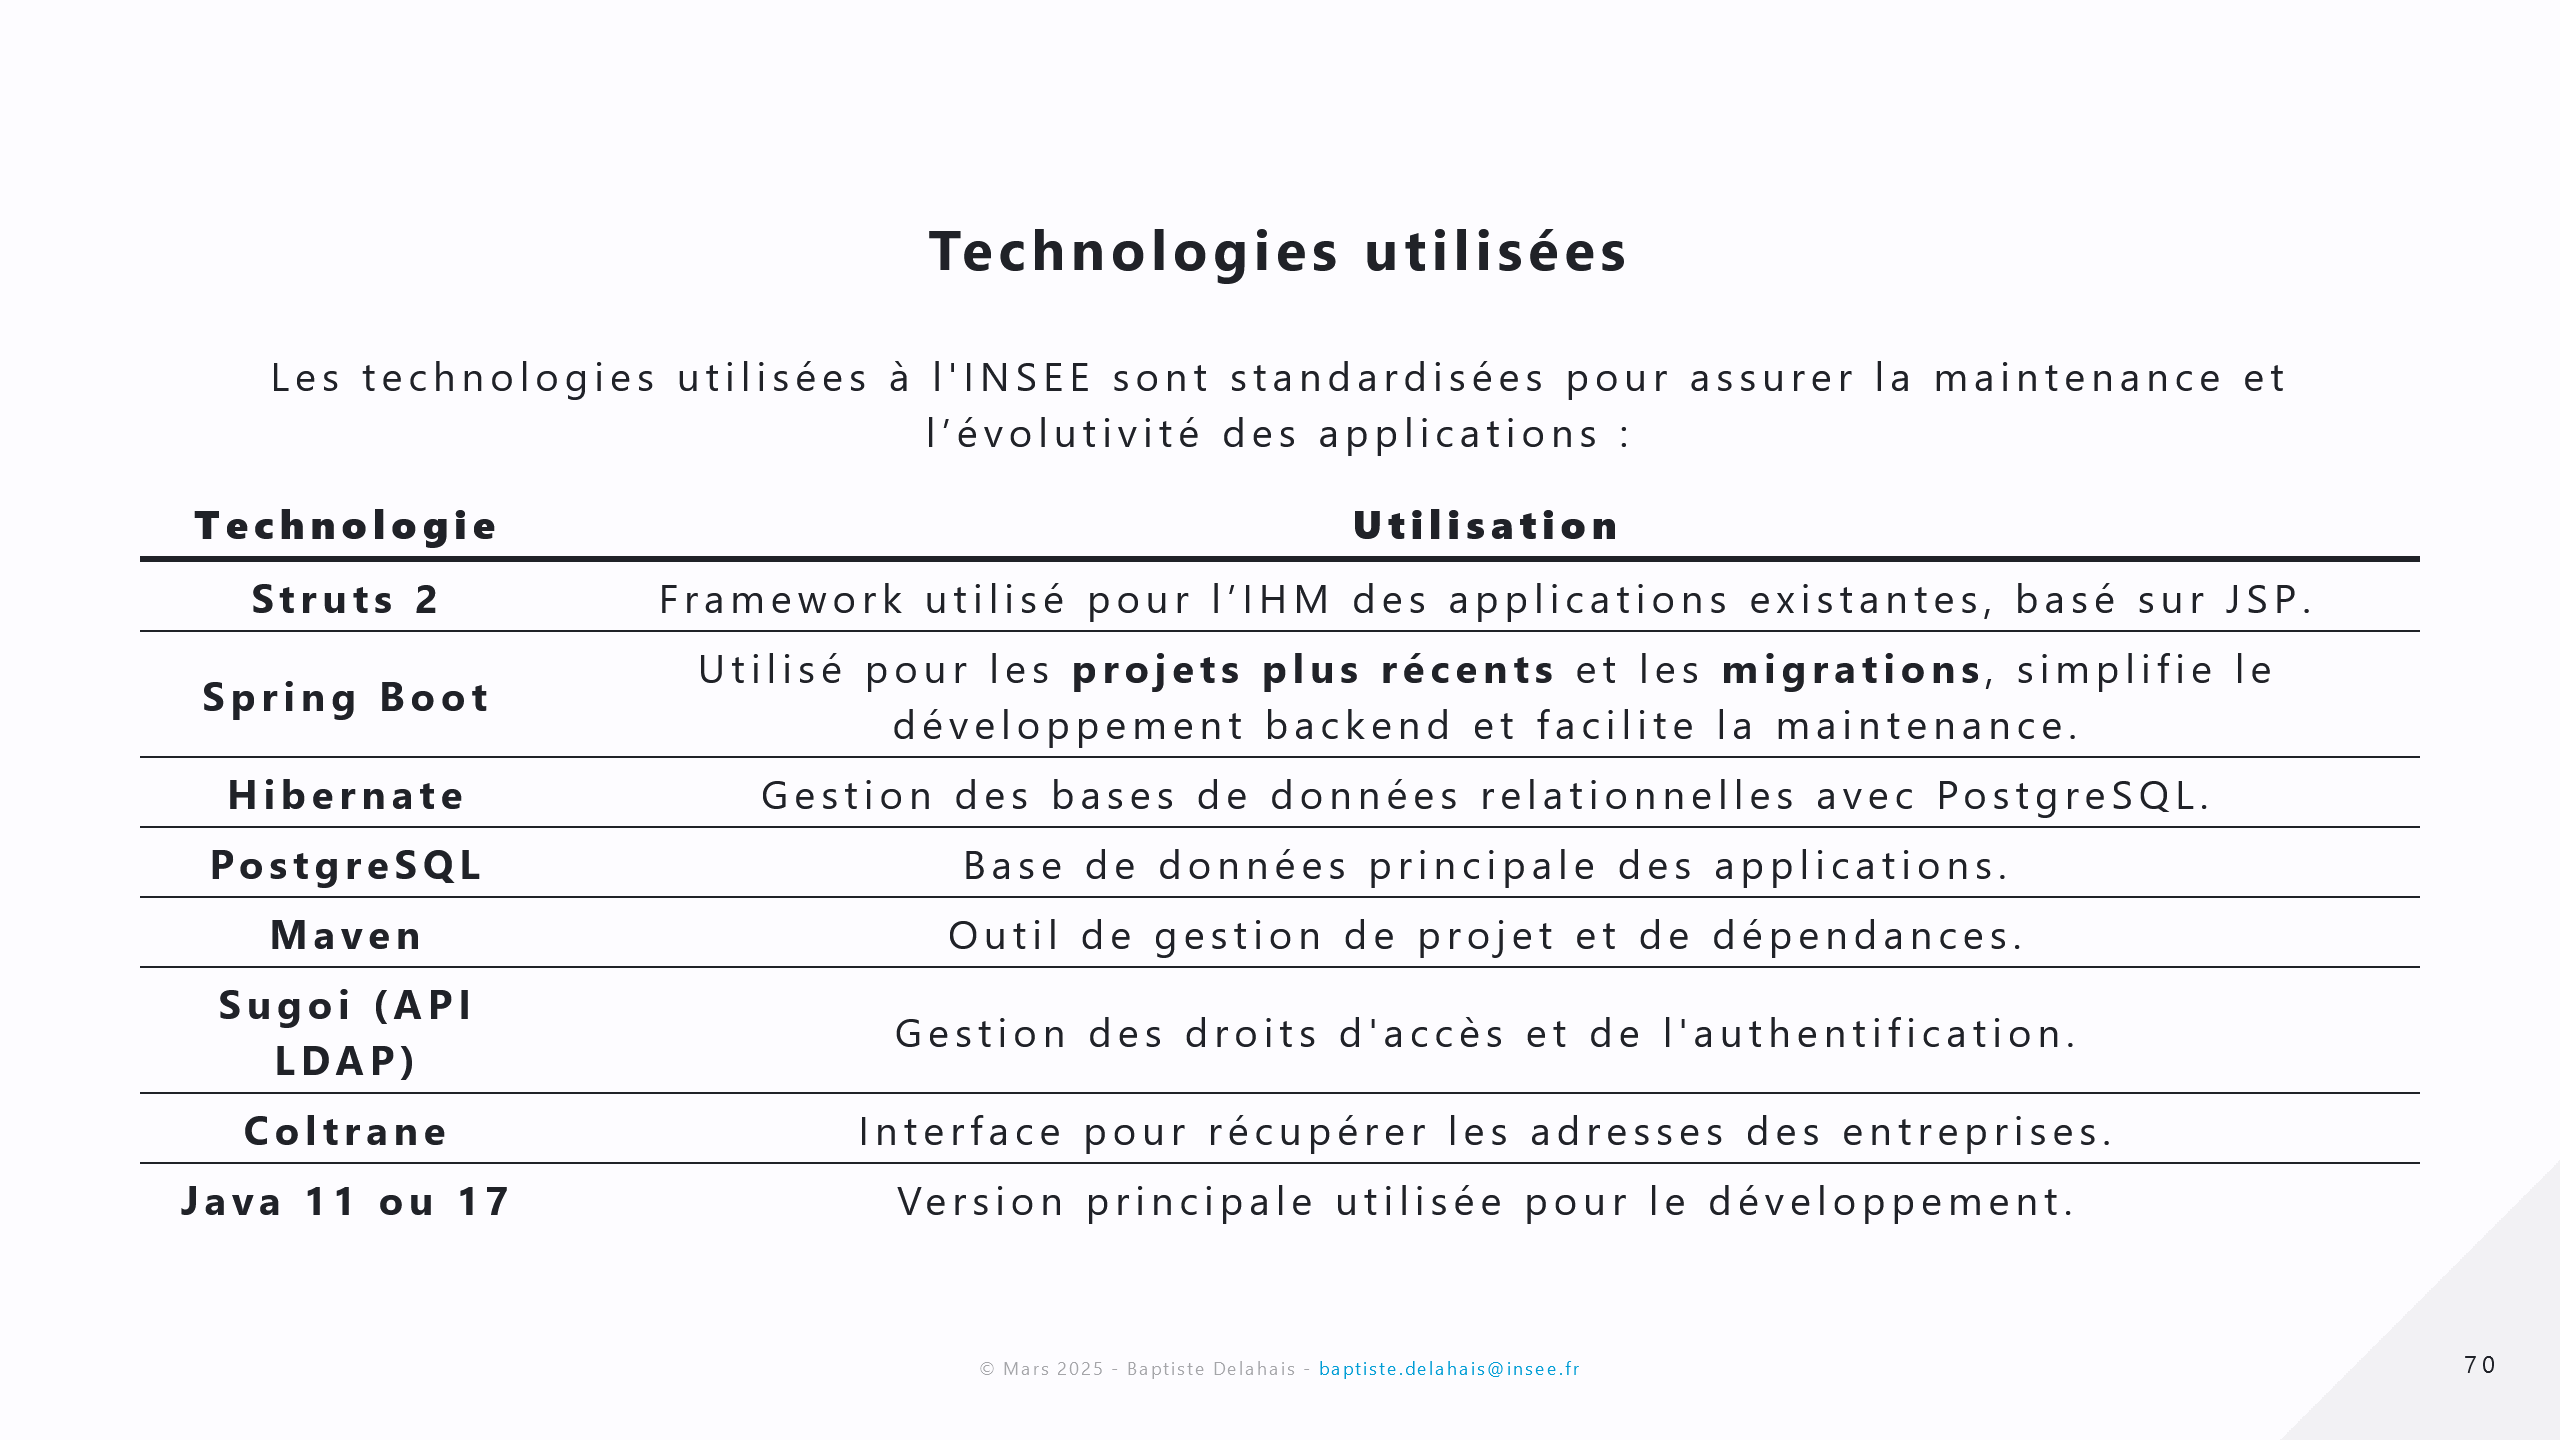 Technologies utilisées
Les technologies utilisées à l'INSEE sont standardisées pour assurer la maintenance et
l’évolutivité des applications :
Technologie Utilisation
Struts 2 Framework utilisé pour l’IHM des applications existantes, basé sur JSP.
Spring Boot Utilisé pour les projets plus récents et les migrations, simplifie le
développement backend et facilite la maintenance.
Hibernate Gestion des bases de données relationnelles avec PostgreSQL.
PostgreSQL Base de données principale des applications.
Maven Outil de gestion de projet et de dépendances.
Sugoi (API
LDAP) Gestion des droits d'accès et de l'authentification.
Coltrane Interface pour récupérer les adresses des entreprises.
Java 11 ou 17 Version principale utilisée pour le développement.
© Mars 2025 - Baptiste Delahais - baptiste.delahais@insee.fr
70